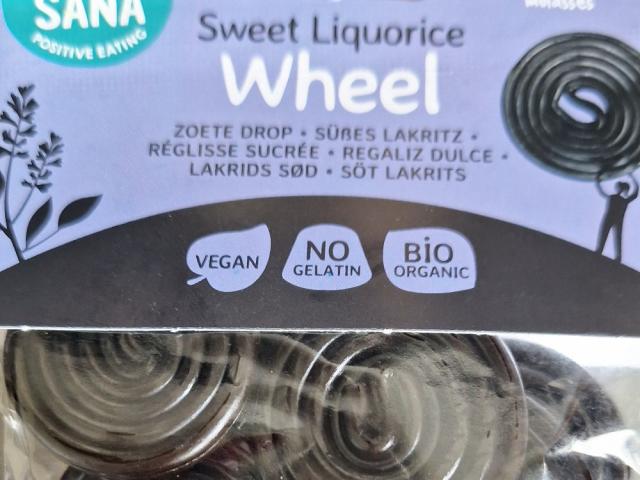 SANA
POSITIVE EATING
MOLASSES
Sweet Liquorice
Wheel
ZOETE DROP • SÜßES LAKRITZ •
RÉGLISSE SUCRÉE • REGALIZ DULCE •
LAKRIDS SØD • SÖT LAKRITS
VEGAN
NO
GELATIN
BiO
ORGANIC